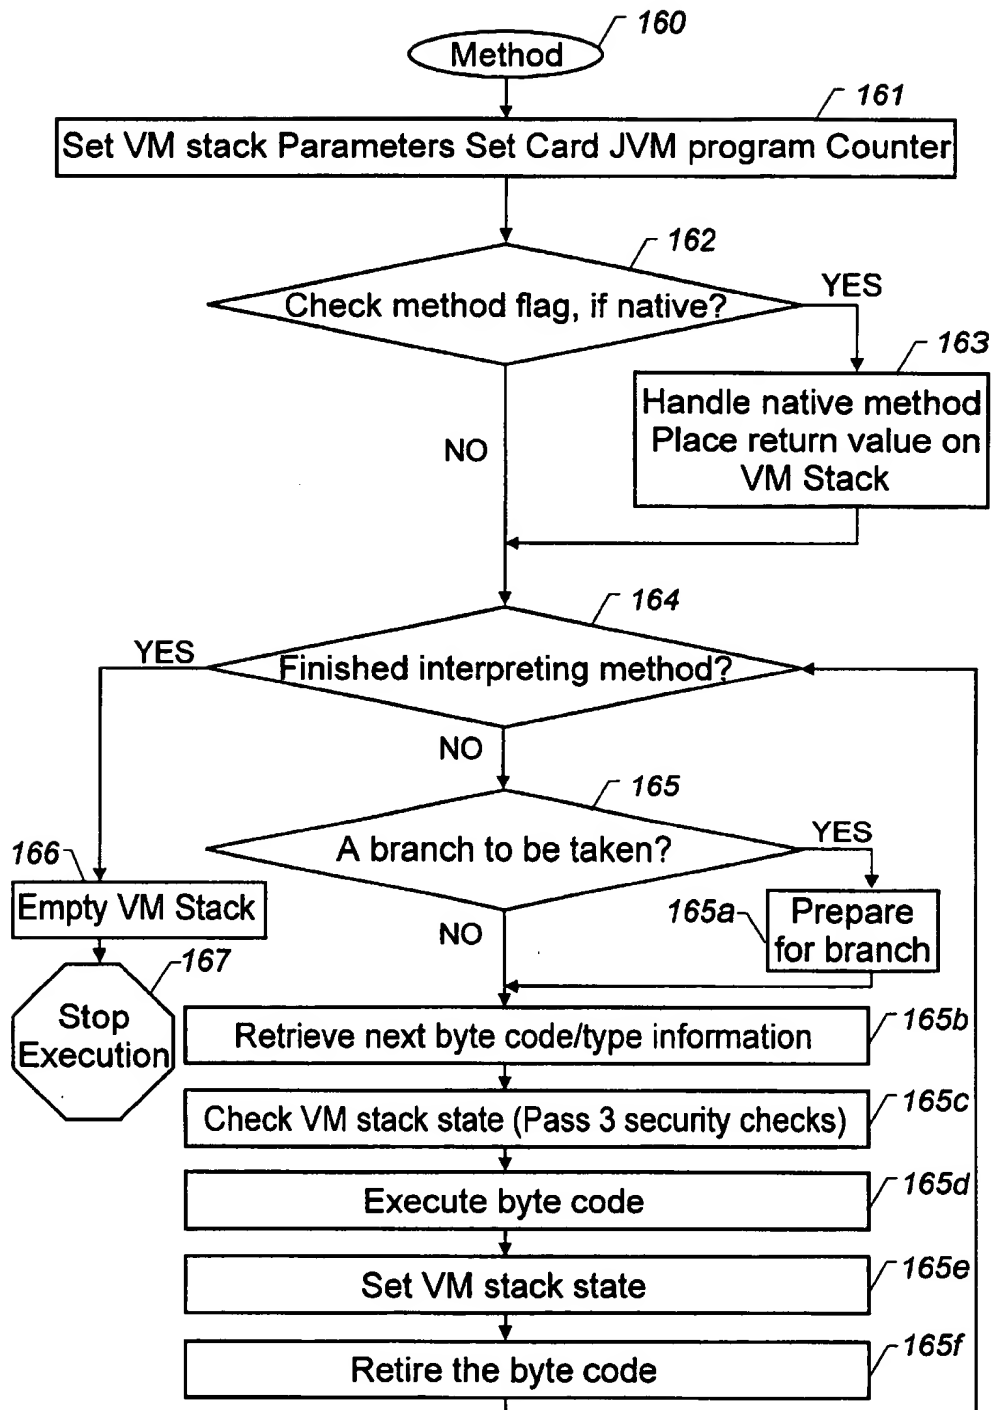 160
Method
161
Set VM stack Parameters Set Card JVM program Counter
162
Check method flag, if native?
YES
163
Handle native method
Place return value on
VM Stack
NO
164
YES
Finished interpreting method?
NO
165
A branch to be taken?
YES
166
Empty VM Stack
165a
Prepare
for branch
NO
167
Stop
Execution
Retrieve next byte code/type information
165b
Check VM stack state (Pass 3 security checks)
165c
Execute byte code
165d
Set VM stack state
165e
Retire the byte code
165f